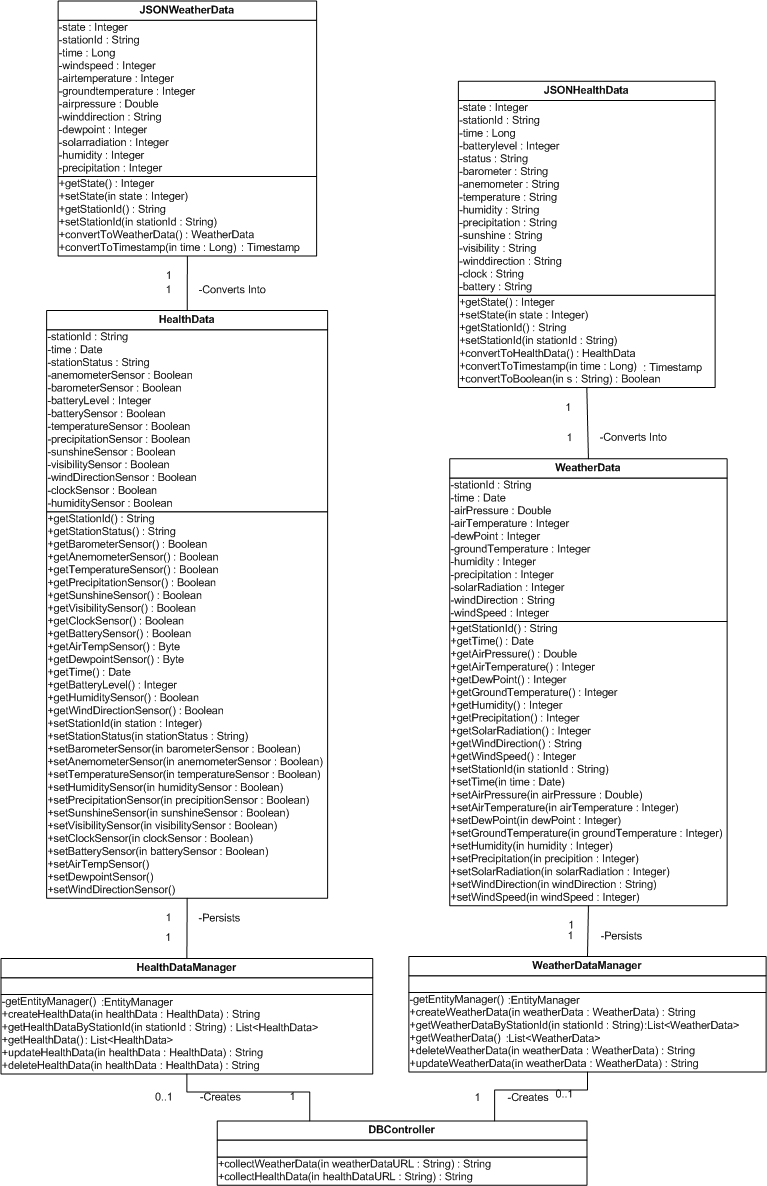 JSONWeatherData
-state : Integer
-stationId : String
-time : Long
-windspeed : Integer
-airtemperature : Integer
-groundtemperature : Integer
-airpressure : Double
-winddirection : String
-dewpoint : Integer
-solarradiation : Integer
-humidity : Integer
-precipitation : Integer
+getState() : Integer
+setState(in state : Integer)
+getStationId() : String
+setStationId(in stationId : String)
+convertToWeatherData() : WeatherData
+convertToTimestamp(in time : Long) : Timestamp
1
1 -Converts Into
HealthData
-stationId : String
-time : Date
-stationStatus : String
-anemometerSensor : Boolean
-barometerSensor : Boolean
-batteryLevel : Integer
-batterySensor : Boolean
-temperatureSensor : Boolean
-precipitationSensor : Boolean
-sunshineSensor : Boolean
-visibilitySensor : Boolean
-windDirectionSensor : Boolean
-clockSensor : Boolean
-humiditySensor : Boolean
+getStationId() : String
+getStationStatus() : String
+getBarometerSensor() : Boolean
+getAnemometerSensor() : Boolean
+getTemperatureSensor() : Boolean
+getPrecipitationSensor() : Boolean
+getSunshineSensor() : Boolean
+getVisibilitySensor() : Boolean
+getClockSensor() : Boolean
+getBatterySensor() : Boolean
+getAirTempSensor() : Byte
+getDewpointSensor() : Byte
+getTime() : Date
+getBatteryLevel() : Integer
+getHumiditySensor() : Boolean
+getWindDirectionSensor() : Boolean
+setStationId(in station : Integer)
+setStationStatus(in stationStatus : String)
+setBarometerSensor(in barometerSensor : Boolean)
+setAnemometerSensor(in anemometerSensor : Boolean)
+setTemperatureSensor(in temperatureSensor : Boolean)
+setHumiditySensor(in humiditySensor : Boolean)
+setPrecipitationSensor(in precipitionSensor : Boolean)
+setSunshineSensor(in sunshineSensor : Boolean)
+setVisibilitySensor(in visibilitySensor : Boolean)
+setClockSensor(in clockSensor : Boolean)
+setBatterySensor(in batterySensor : Boolean)
+setAirTempSensor()
+setDewpointSensor()
+setWindDirectionSensor()
1 -Persists
1
HealthDataManager
-getEntityManager() :EntityManager
+createHealthData(in healthData : HealthData) : String
+getHealthDataByStationId(in stationId : String) : List<HealthData>
+getHealthData() : List<HealthData>
+updateHealthData(in healthData : HealthData) : String
+deleteHealthData(in healthData : HealthData) : String
0..1 -Creates 1
JSONHealthData
-state : Integer
-stationId : String
-time : Long
-batterylevel : Integer
-status : String
-barometer : String
-anemometer : String
-temperature : String
-humidity : String
-precipitation : String
-sunshine : String
-visibility : String
-winddirection : String
-clock : String
-battery : String
+getState() : Integer
+setState(in state : Integer)
+getStationId() : String
+setStationId(in stationId : String)
+convertToHealthData() : HealthData
+convertToTimestamp(in time : Long) : Timestamp
+convertToBoolean(in s : String) : Boolean
1
1 -Converts Into
WeatherData
-stationId : String
-time : Date
-airPressure : Double
-airTemperature : Integer
-dewPoint : Integer
-groundTemperature : Integer
-humidity : Integer
-precipitation : Integer
-solarRadiation : Integer
-windDirection : String
-windSpeed : Integer
+getStationId() : String
+getTime() : Date
+getAirPressure() : Double
+getAirTemperature() : Integer
+getDewPoint() : Integer
+getGroundTemperature() : Integer
+getHumidity() : Integer
+getPrecipitation() : Integer
+getSolarRadiation() : Integer
+getWindDirection() : String
+getWindSpeed() : Integer
+setStationId(in stationId : String)
+setTime(in time : Date)
+setAirPressure(in airPressure : Double)
+setAirTemperature(in airTemperature : Integer)
+setDewPoint(in dewPoint : Integer)
+setGroundTemperature(in groundTemperature : Integer)
+setHumidity(in humidity : Integer)
+setPrecipitation(in precipition : Integer)
+setSolarRadiation(in solarRadiation : Integer)
+setWindDirection(in windDirection : String)
+setWindSpeed(in windSpeed : Integer)
1
1 -Persists
WeatherDataManager
-getEntityManager() :EntityManager
+createWeatherData(in weatherData : WeatherData) : String
+getWeatherDataByStationId(in stationId : String):List<WeatherData>
+getWeatherData() :List<WeatherData>
+deleteWeatherData(in weatherData : WeatherData) : String
+updateWeatherData(in weatherData : WeatherData) : String
1 -Creates 0..1
DBController
+collectWeatherData(in weatherDataURL : String) : String
+collectHealthData(in healthDataURL : String) : String